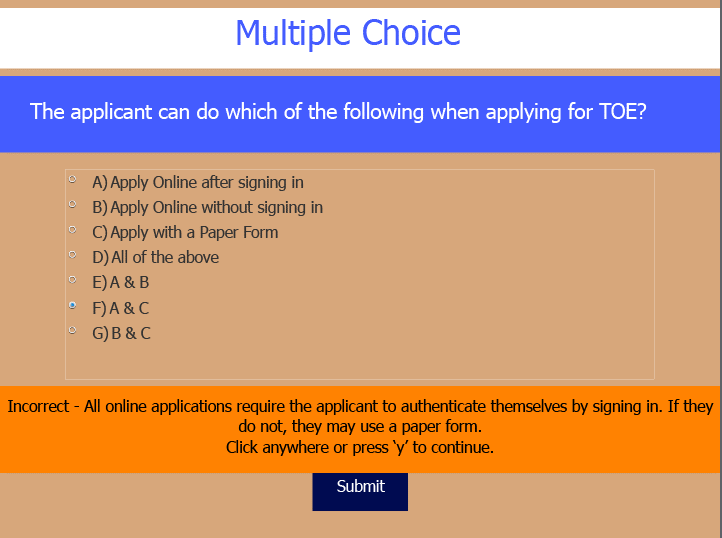 Multiple Choice
The applicant can do which of the following when applying for TOE?
A) Apply Online after signing in
B) Apply Online without signing in
C) Apply with a Paper Form
D) All of the above
E) A & B
F) A & C
G) B & C
Incorrect - All online applications require the applicant to authenticate themselves by signing in. If they
do not, they may use a paper form.
Click anywhere or press ‘y’ to continue.
Submit